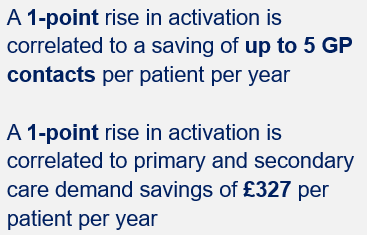 A 1-point rise in activation is
correlated to a saving of up to 5 GP
contacts per patient per year
A 1-point rise in activation is
correlated to primary and secondary
care demand savings of £327 per
patient per year